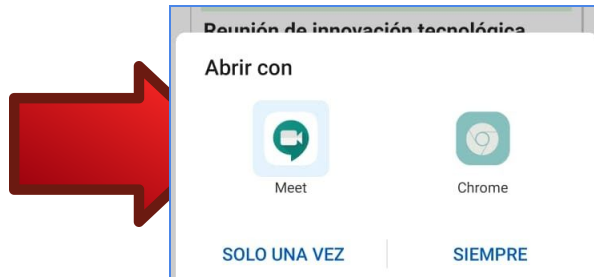 Reunión de innovación tecnológica
Abrir con
Meet
Chrome
SOLO UNA VEZ
SIEMPRE